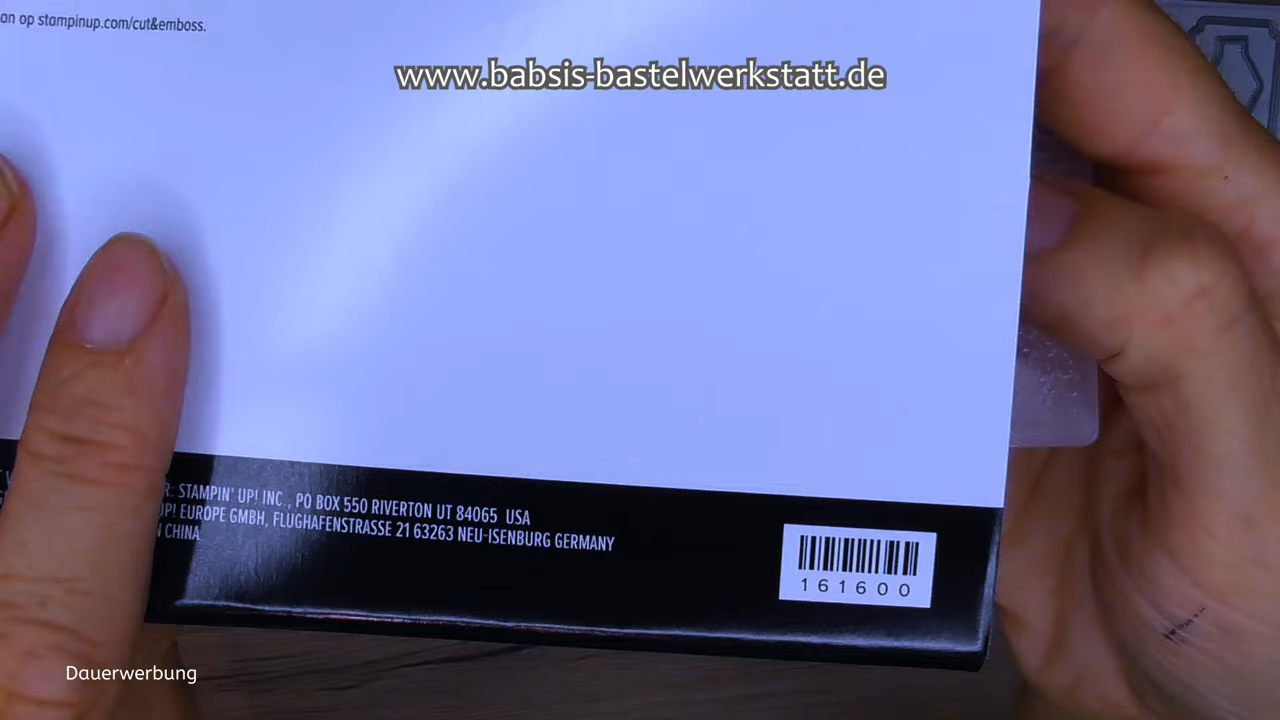 an op stampinup.com/cut&emboss.
www.babsis-bastelwerkstatt.de
R: STAMPIN' UP! INC., PO BOX 550 RIVERTON UT 84065 USA
UP! EUROPE GMBH, FLUGHAFENSTRASSE 21 63263 NEU-ISENBURG GERMANY
N CHINA
161600
Dauerwerbung